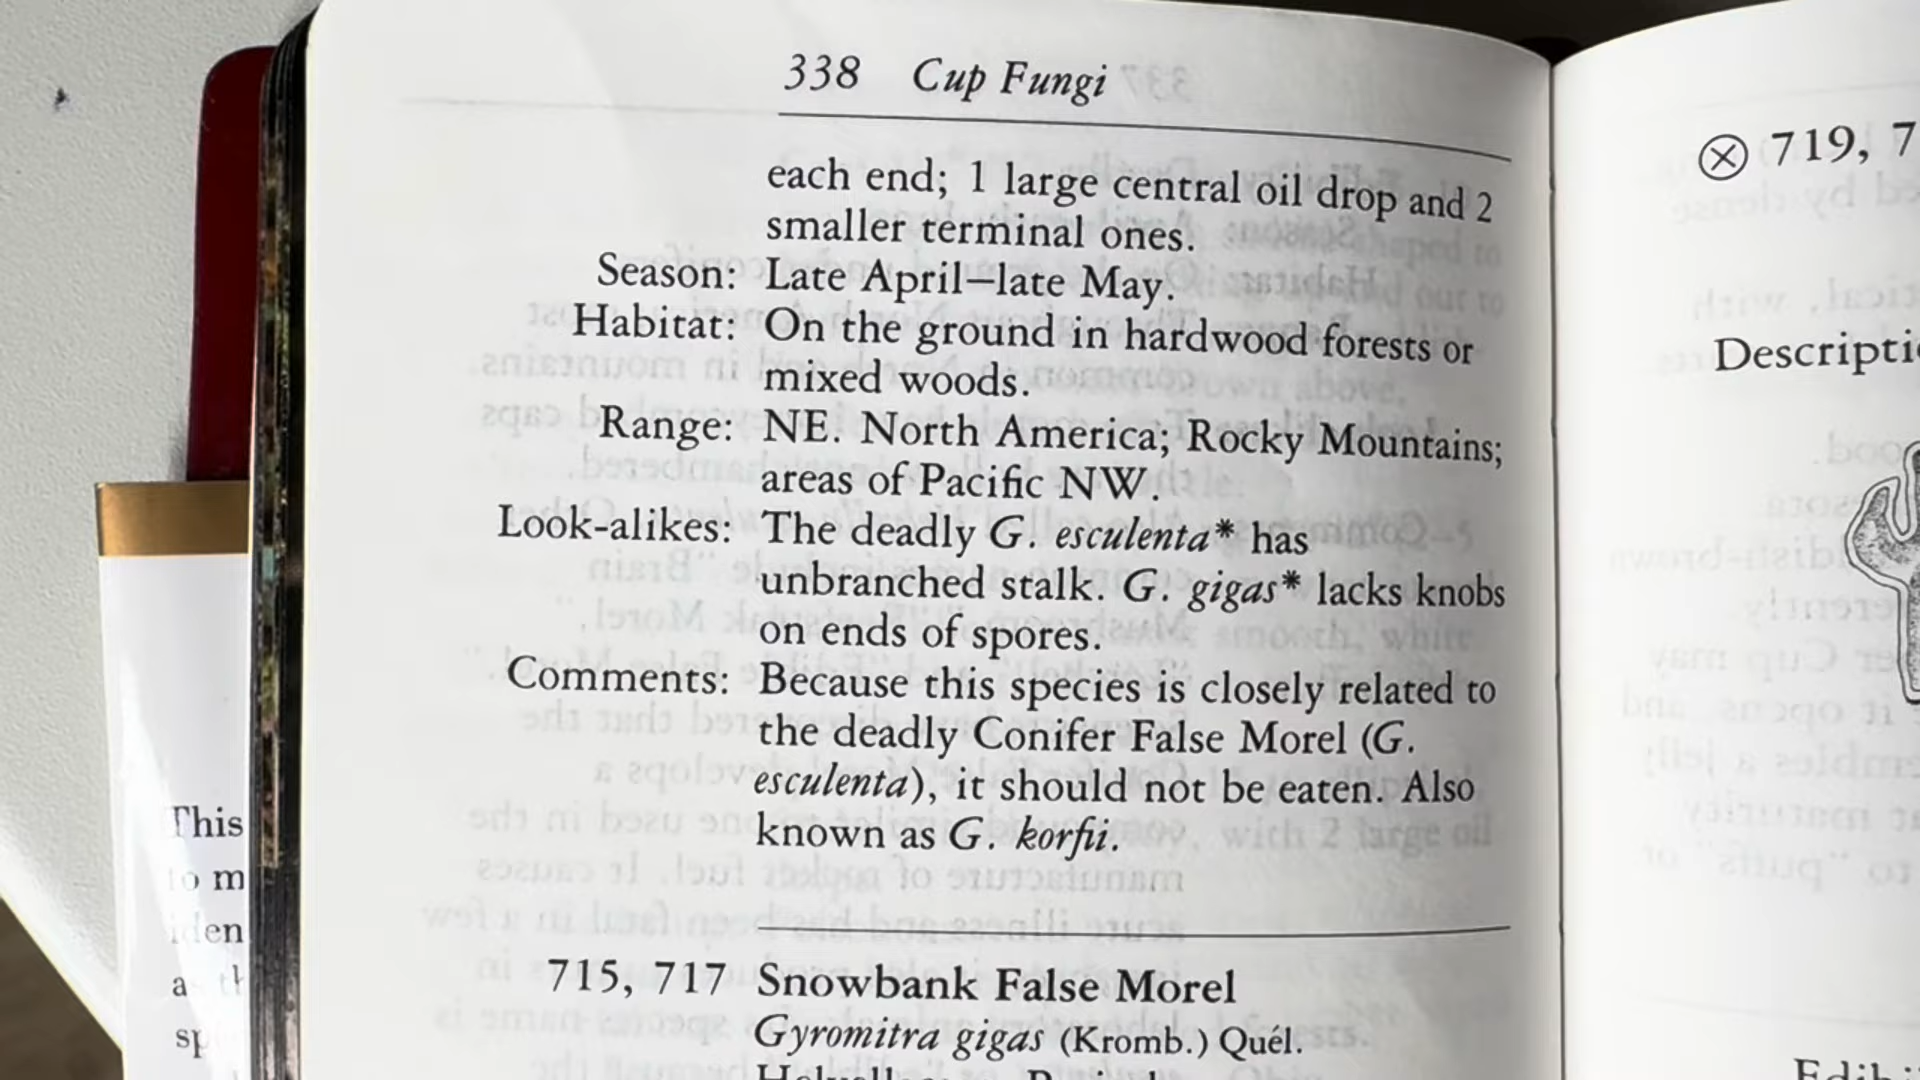 338 Cup Fungi
each end; 1 large central oil drop and 2
smaller terminal ones.
Season: Late April–late May.
Habitat: On the ground in hardwood forests or
mixed woods.
Range: NE. North America; Rocky Mountains;
areas of Pacific NW.
Look-alikes: The deadly G. esculenta* has
unbranched stalk. G. gigas* lacks knobs
on ends of spores.
Comments: Because this species is closely related to
the deadly Conifer False Morel (G.
esculenta), it should not be eaten. Also
known as G. korfii.
715, 717 Snowbank False Morel
Gyromitra gigas (Kromb.) Quél.
This
719, 7
Descripti